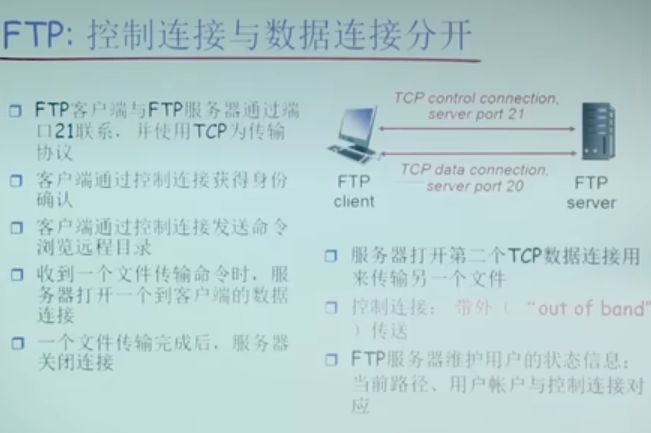 FTP: 控制连接与数据连接分开
FTP客户端与FTP服务器通过端
口21联系，并使用TCP为传输
协议
客户端通过控制连接获得身份
确认
客户端通过控制连接发送命令
浏览远程目录
收到一个文件传输命令时，服
务器打开一个到客户端的数据
连接
一个文件传输完成后，服务器
关闭连接
TCP control connection,
server port 21
TCP data connection,
server port 20
FTP
client
FTP
server
服务器打开第二个TCP数据连接用
来传输另一个文件
控制连接： 带外（ “out of band”
）传送
FTP服务器维护用户的状态信息：
当前路径、用户帐户与控制连接对
应